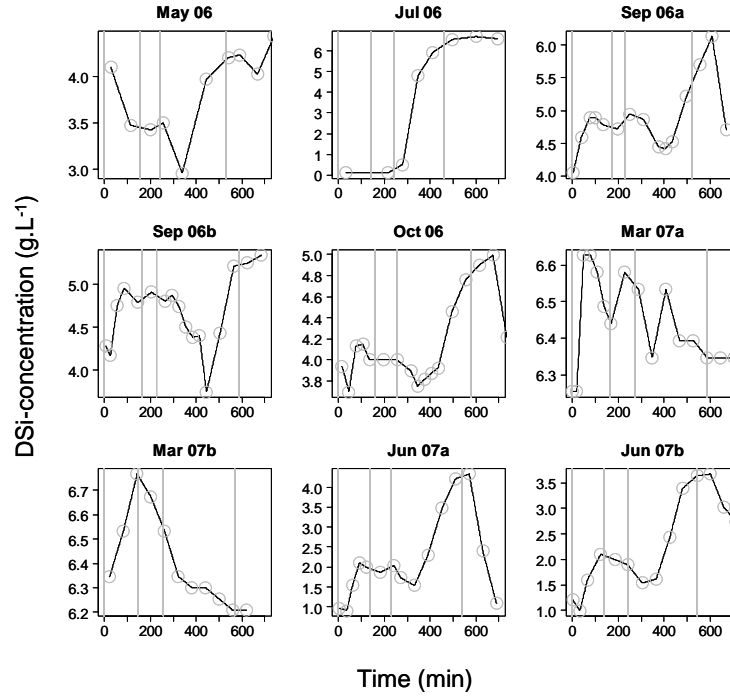 May 06 Jul 06 Sep 06a
4.0 3.5 3.0
6 5 4 3 2 1 0
6.0 5.5 5.0 4.5 4.0
0 200 400 0 200 400 600 0 200 400 600
Sep 06b Oct 06 Mar 07a
5.0 4.5 4.0
5.0 4.8 4.6 4.4 4.2 4.0 3.8
6.6 6.5 6.4 6.3
0 200 400 600 0 200 400 600 0 200 400 600
Mar 07b Jun 07a Jun 07b
6.7 6.6 6.5 6.4 6.3 6.2
4.0 3.5 3.0 2.5 2.0 1.5 1.0
3.5 3.0 2.5 2.0 1.5 1.0
0 200 400 600 0 200 400 600 0 200 400 600
DSi-concentration (g.L-1)
Time (min)